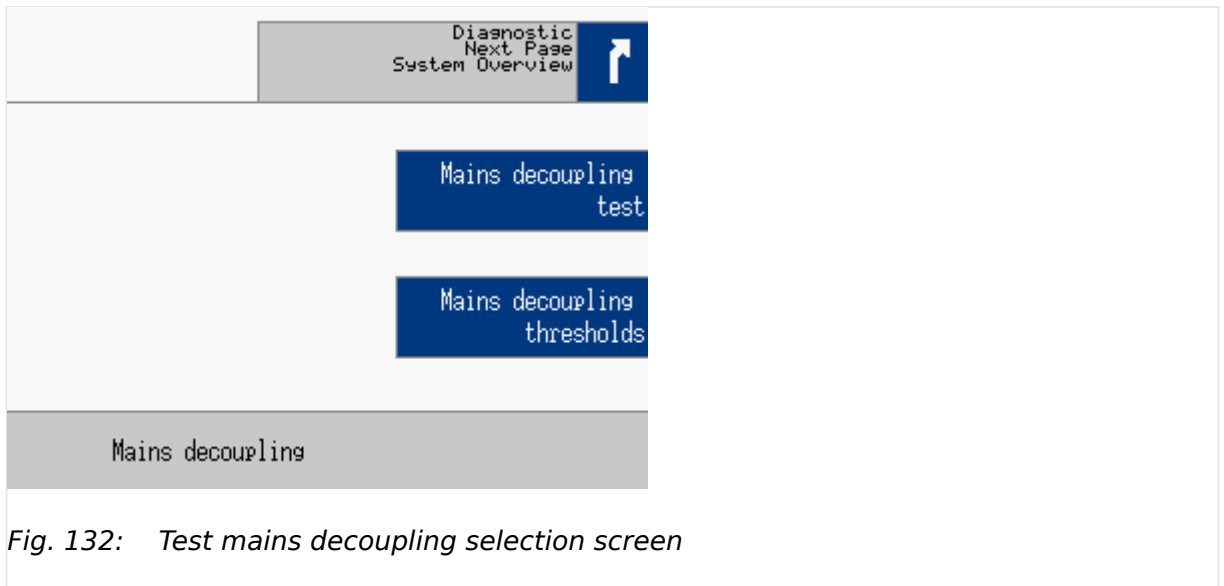 Diagnostic
Next Page
System Overview
Mains decoupling
test
Mains decoupling
thresholds
Mains decoupling
Fig. 132: Test mains decoupling selection screen